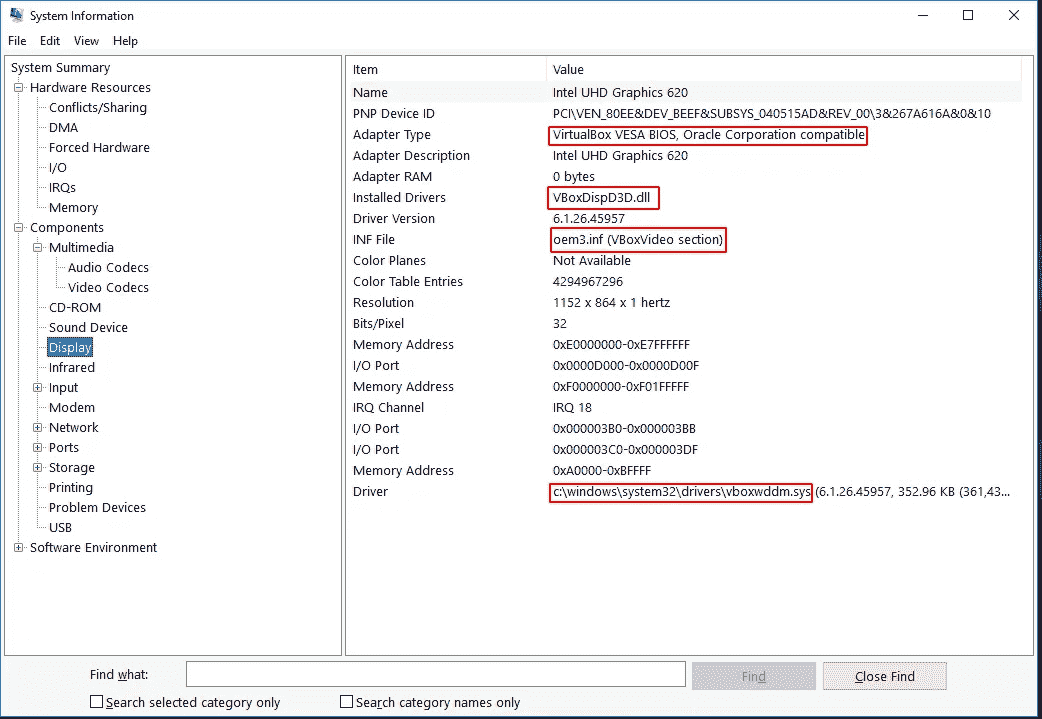 System Information
File Edit View Help
System Summary
Hardware Resources
Conflicts/Sharing
DMA
Forced Hardware
I/O
IRQs
Memory
Components
Multimedia
Audio Codecs
Video Codecs
CD-ROM
Sound Device
Display
Infrared
Input
Modem
Network
Ports
Storage
Printing
Problem Devices
USB
Software Environment
Item Value
Name Intel UHD Graphics 620
PNP Device ID PCI\VEN_80EE&DEV_BEEF&SUBSYS_040515AD&REV_00\3&267A616A&0&10
Adapter Type VirtualBox VESA BIOS, Oracle Corporation compatible
Adapter Description Intel UHD Graphics 620
Adapter RAM 0 bytes
Installed Drivers VBoxDispD3D.dll
Driver Version 6.1.26.45957
INF File oem3.inf (VBoxVideo section)
Color Planes Not Available
Color Table Entries 4294967296
Resolution 1152 x 864 x 1 hertz
Bits/Pixel 32
Memory Address 0xE0000000-0xE7FFFFFF
I/O Port 0x0000D000-0x0000D00F
Memory Address 0xF0000000-0xF01FFFFF
IRQ Channel IRQ 18
I/O Port 0x000003B0-0x000003BB
I/O Port 0x000003C0-0x000003DF
Memory Address 0xA0000-0xBFFFF
Driver c:\windows\system32\drivers\vboxwddm.sys (6.1.26.45957, 352.96 KB (361,43...
Find what: Find Close Find
Search selected category only Search category names only